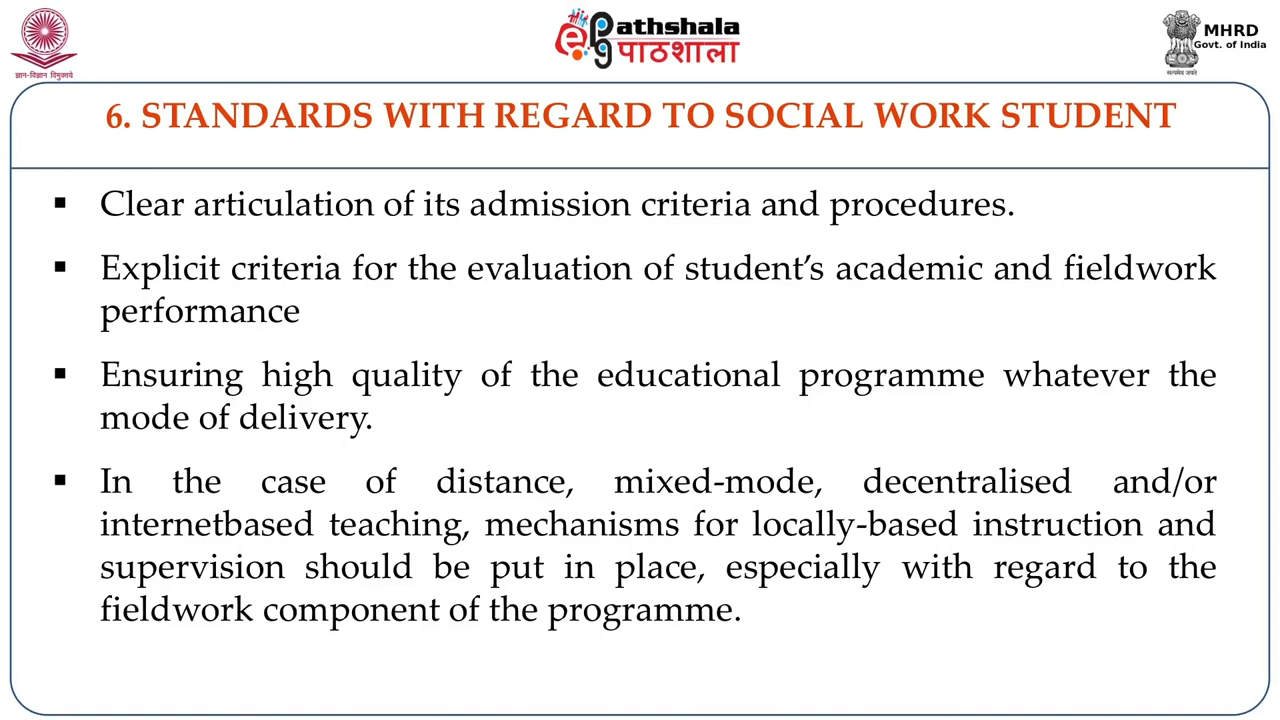 ज्ञान-विज्ञान विमुक्तये
ePathshala
पाठशाला
MHRD
Govt. of India
सत्यमेव जयते
6. STANDARDS WITH REGARD TO SOCIAL WORK STUDENT
▪ Clear articulation of its admission criteria and procedures.
▪ Explicit criteria for the evaluation of student’s academic and fieldwork
performance
▪ Ensuring high quality of the educational programme whatever the
mode of delivery.
▪ In the case of distance, mixed-mode, decentralised and/or
internetbased teaching, mechanisms for locally-based instruction and
supervision should be put in place, especially with regard to the
fieldwork component of the programme.